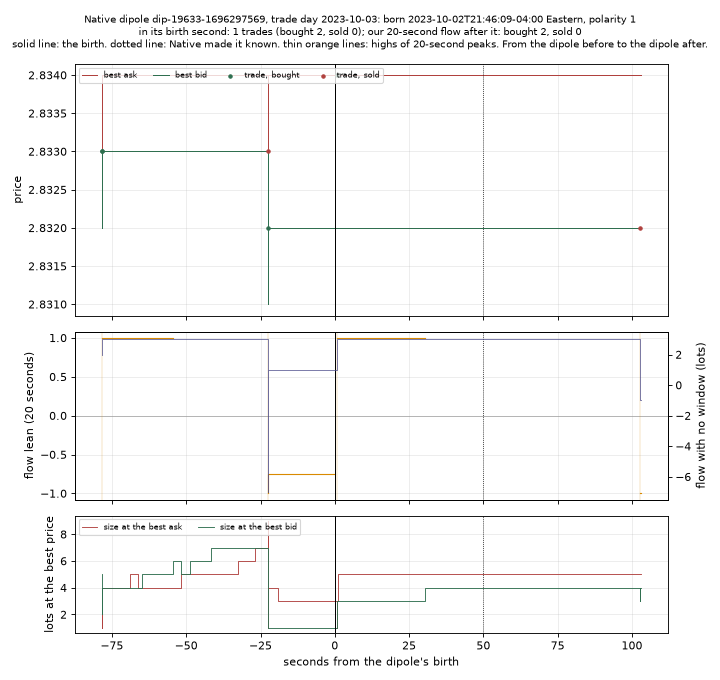 Native dipole dip-19633-1696297569, trade day 2023-10-03: born 2023-10-02T21:46:09-04:00 Eastern, polarity 1
in its birth second: 1 trades (bought 2, sold 0); our 20-second flow after it: bought 2, sold 0
solid line: the birth. dotted line: Native made it known. thin orange lines: highs of 20-second peaks. From the dipole before to the dipole after.
best ask best bid trade, bought trade, sold
2.8340
2.8335
2.8330
2.8325
2.8320
2.8315
2.8310
price
1.0
0.5
0.0
−0.5
−1.0
flow lean (20 seconds)
2
0
−2
−4
−6
flow with no window (lots)
size at the best ask size at the best bid
8
6
4
2
lots at the best price
−75 −50 −25 0 25 50 75 100
seconds from the dipole's birth